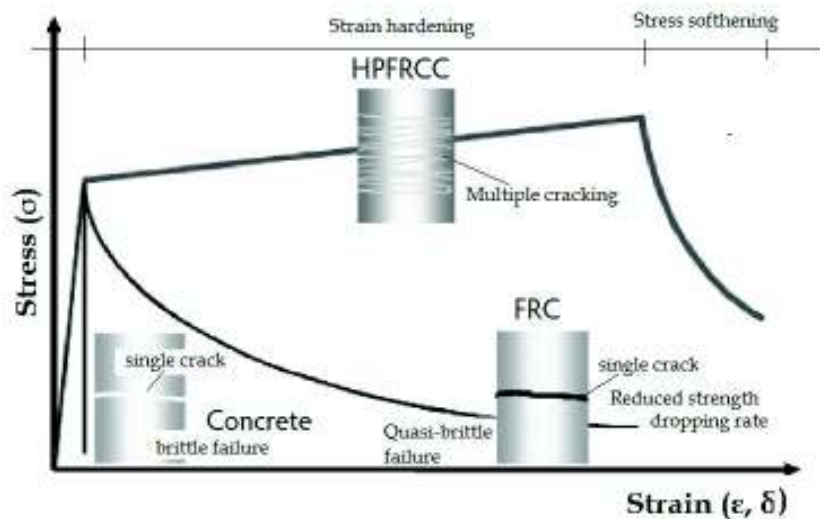 Strain hardening
Stress softhening
HPFRCC
Multiple cracking
Stress (σ)
FRC
single crack
single crack
Reduced strength
dropping rate
Concrete
brittle failure
Quasi-brittle
failure
Strain (ε, δ)